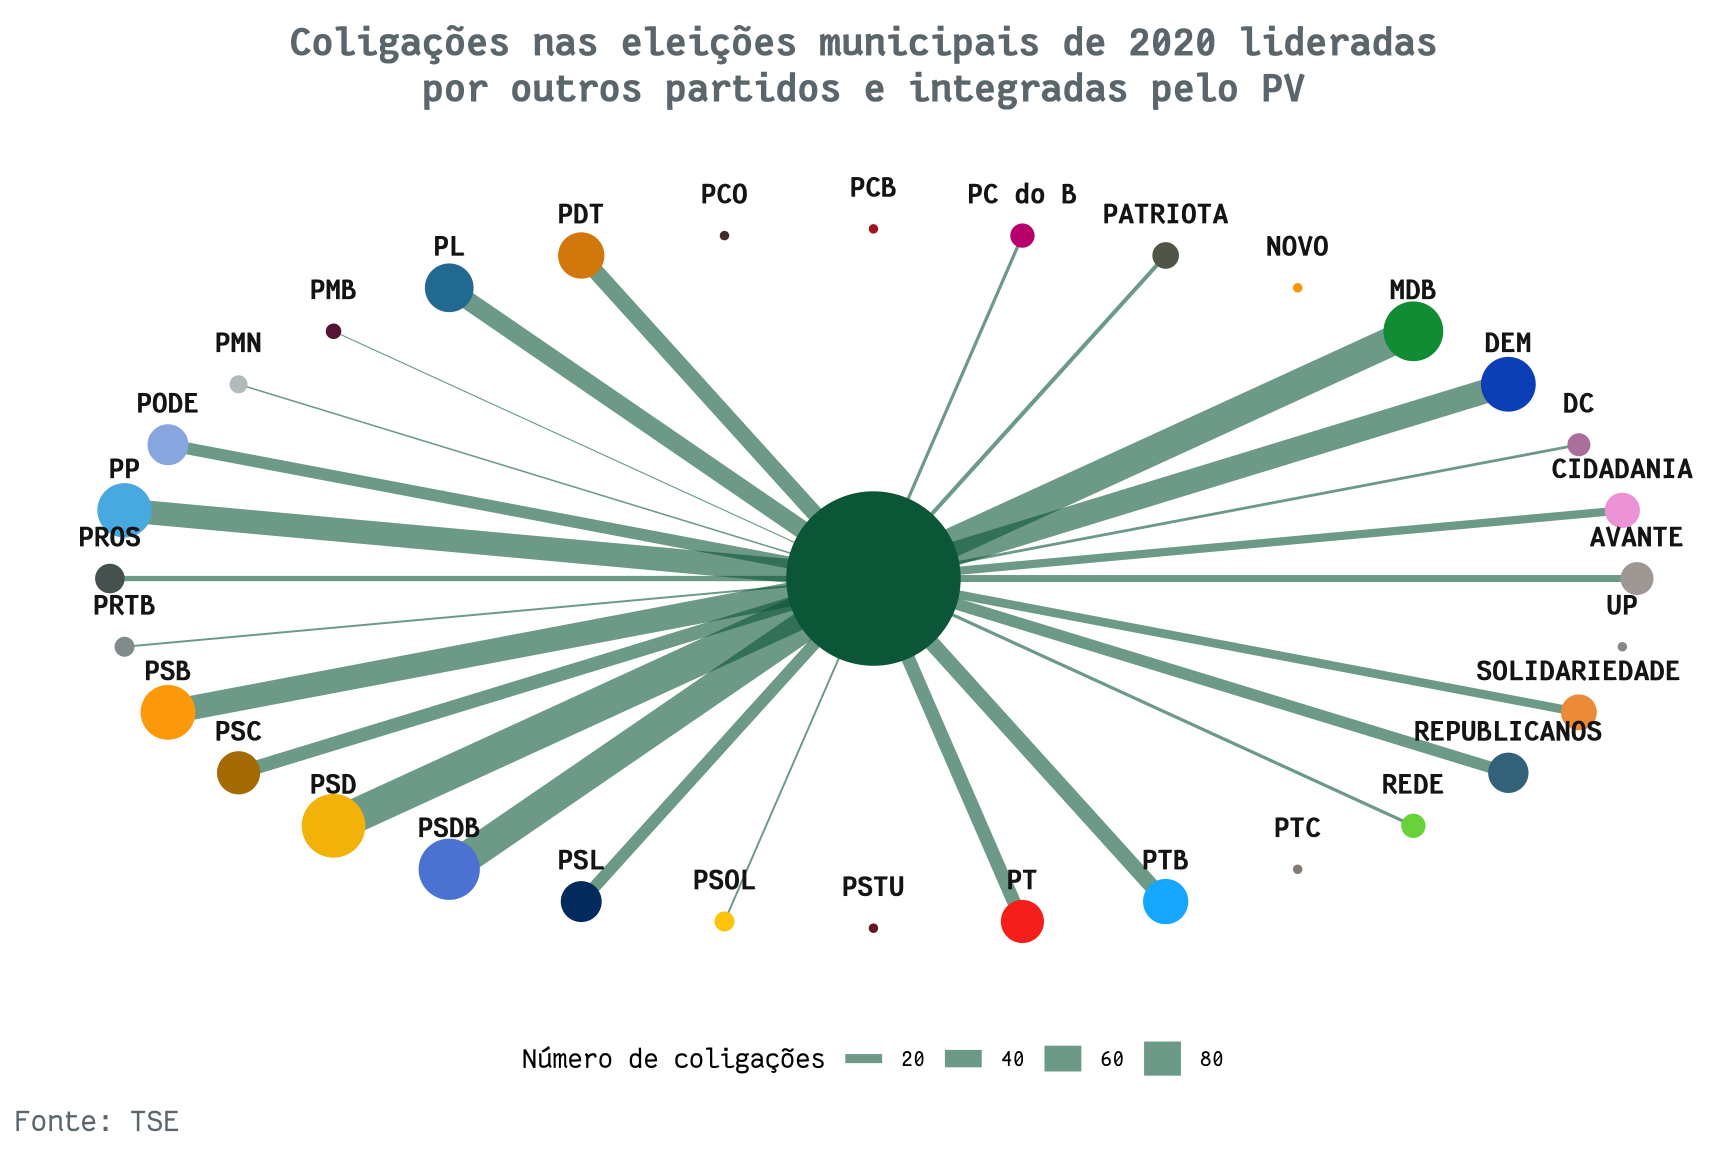 Coligações nas eleições municipais de 2020 lideradas
por outros partidos e integradas pelo PV
PCB
PCO
PC do B
PDT
PATRIOTA
PL
NOVO
PMB
MDB
PMN
DEM
PODE
DC
PP
CIDADANIA
PROS
AVANTE
PRTB
UP
PSB
SOLIDARIEDADE
PSC
REPUBLICANOS
PSD
REDE
PSDB
PTC
PSL
PTB
PSOL
PT
PSTU
Número de coligações 20 40 60 80
Fonte: TSE